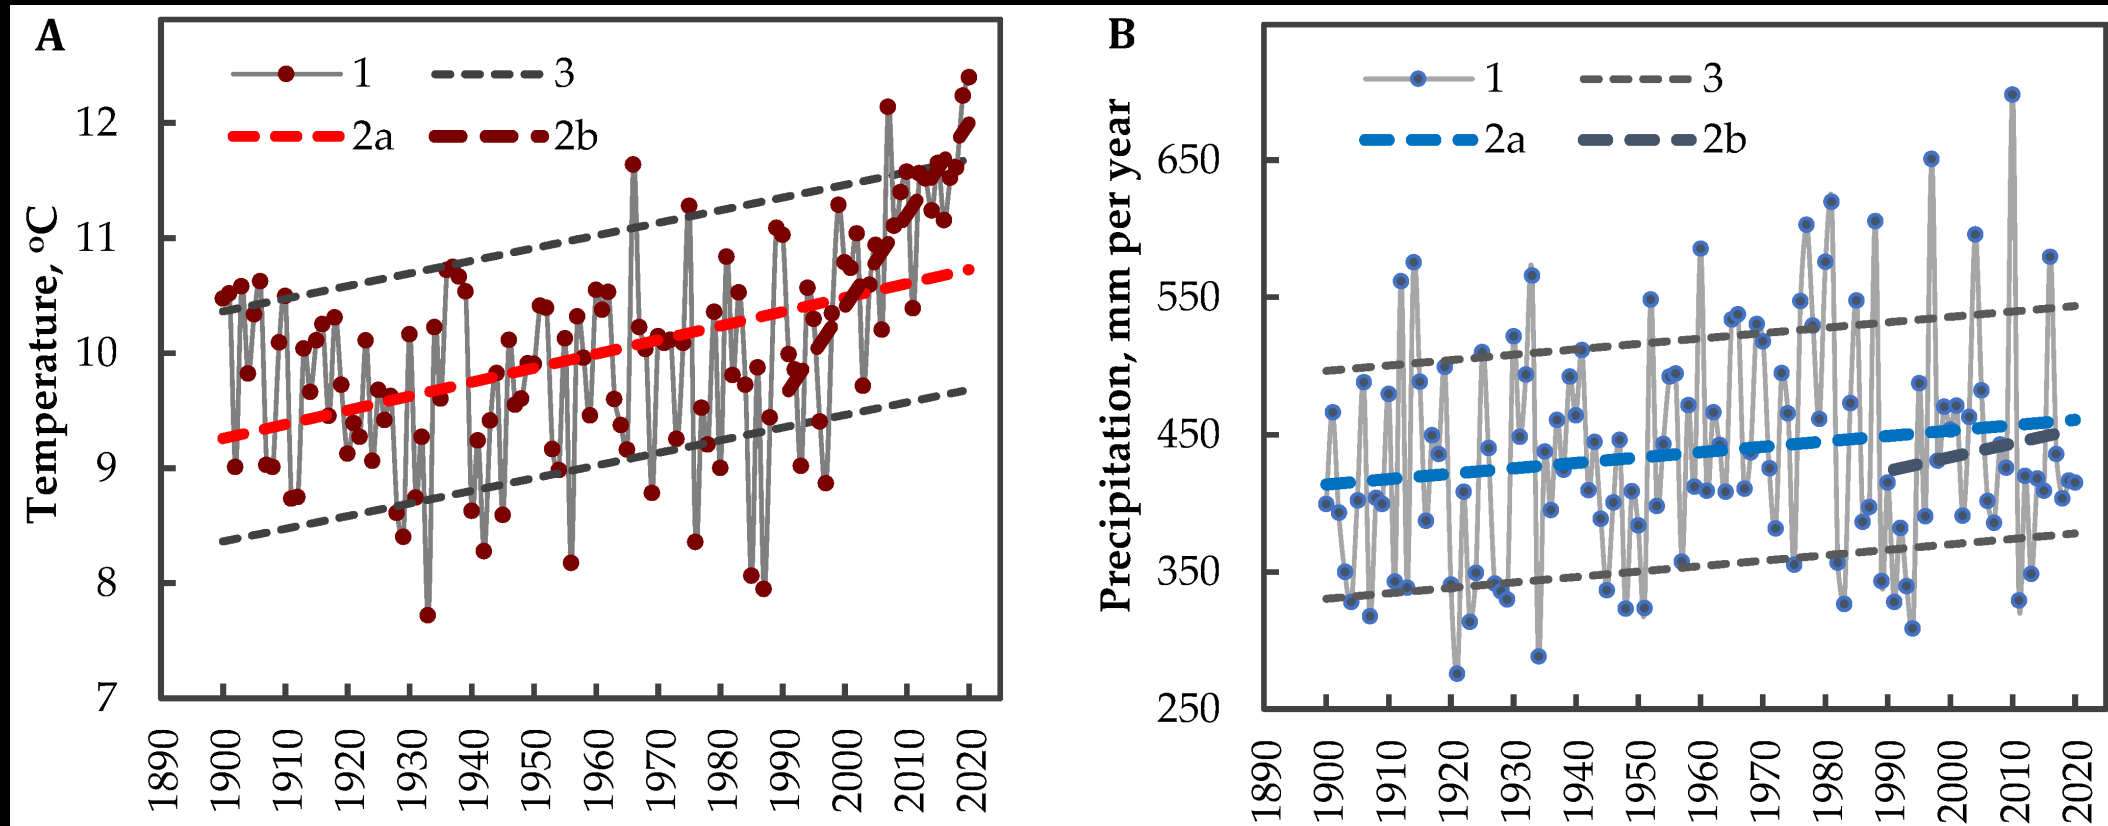 A
1
3
2a
2b
Temperature, °C
12
11
10
9
8
7
1890 1900 1910 1920 1930 1940 1950 1960 1970 1980 1990 2000 2010 2020
B
1
3
2a
2b
Precipitation, mm per year
650
550
450
350
250
1890 1900 1910 1920 1930 1940 1950 1960 1970 1980 1990 2000 2010 2020